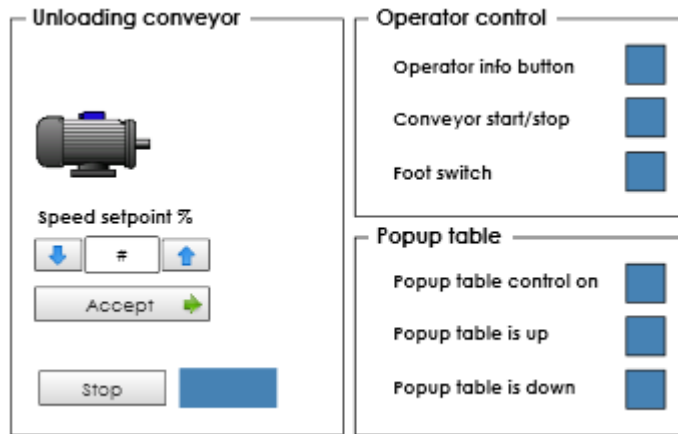 Unloading conveyor
Speed setpoint %
#
Accept
Stop
Operator control
Operator info button
Conveyor start/stop
Foot switch
Popup table
Popup table control on
Popup table is up
Popup table is down